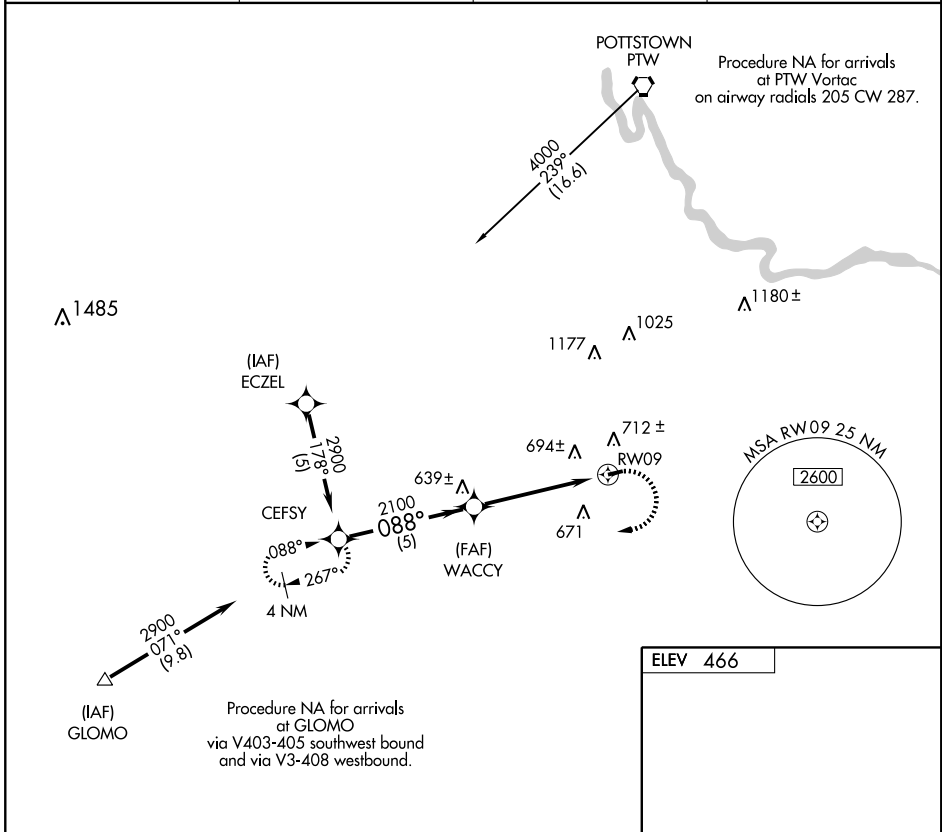 POTTSTOWN
PTW
Procedure NA for arrivals
at PTW Vortac
on airway radials 205 CW 287.
4000
239°
(16.6)
1485
1180 ±
1025
1177
(IAF)
ECZEL
2900
178°
(5)
712 ±
694±
RW09
639±
671
CEFSY
2100
088°
(5)
(FAF)
WACCY
088°
267°
4 NM
2900
071°
(9.8)
(IAF)
GLOMO
MSA RW09 25 NM
2600
Procedure NA for arrivals
at GLOMO
via V403-405 southwest bound
and via V3-408 westbound.
ELEV 466